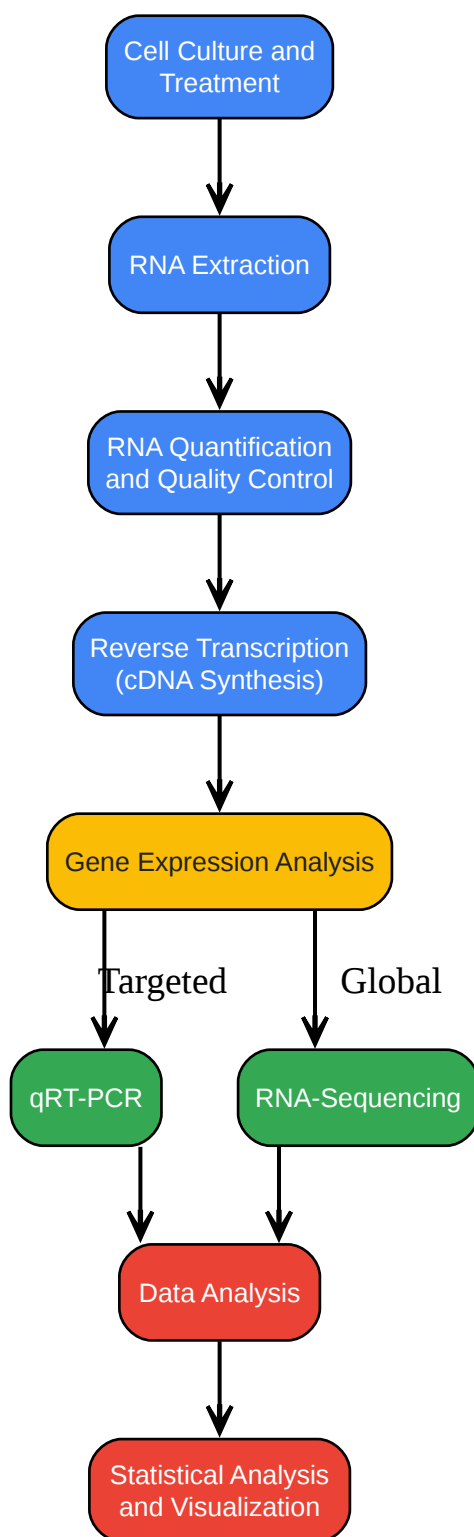 Cell Culture and
Treatment
RNA Extraction
RNA Quantification
and Quality Control
Reverse Transcription
(cDNA Synthesis)
Gene Expression Analysis
Targeted
Global
qRT-PCR
RNA-Sequencing
Data Analysis
Statistical Analysis
and Visualization